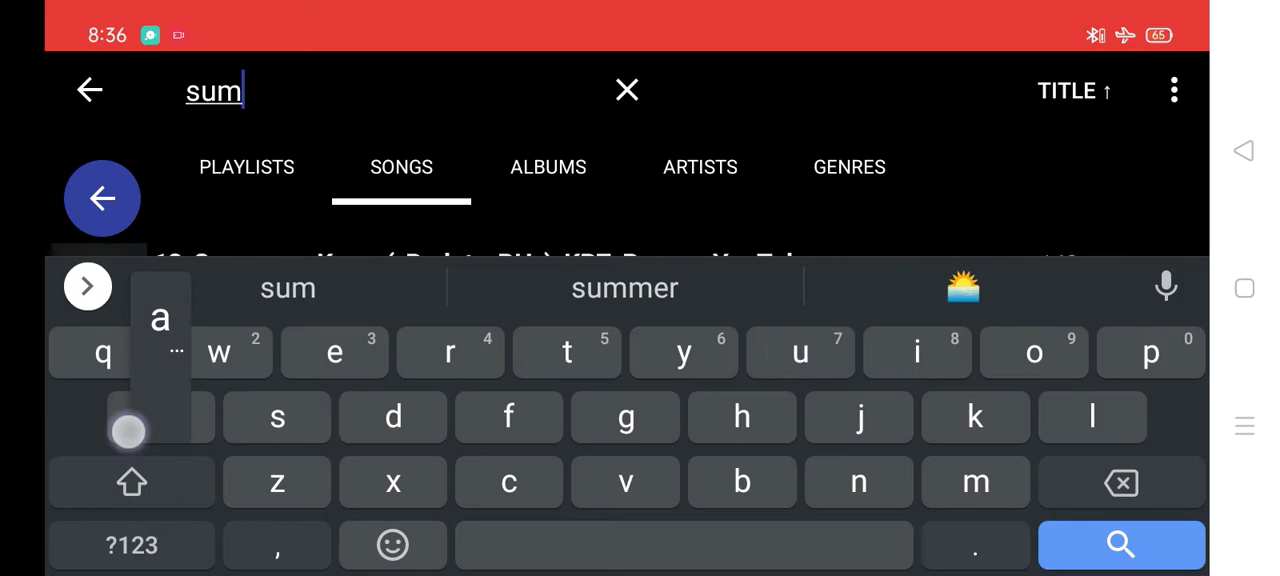 8:36 65
sum TITLE ↑
PLAYLISTS SONGS ALBUMS ARTISTS GENRES
sum summer
a
q w 2 e 3 r 4 t 5 y 6 u 7 i 8 o 9 p 0
s d f g h j k l
z x c v b n m
?123 , .